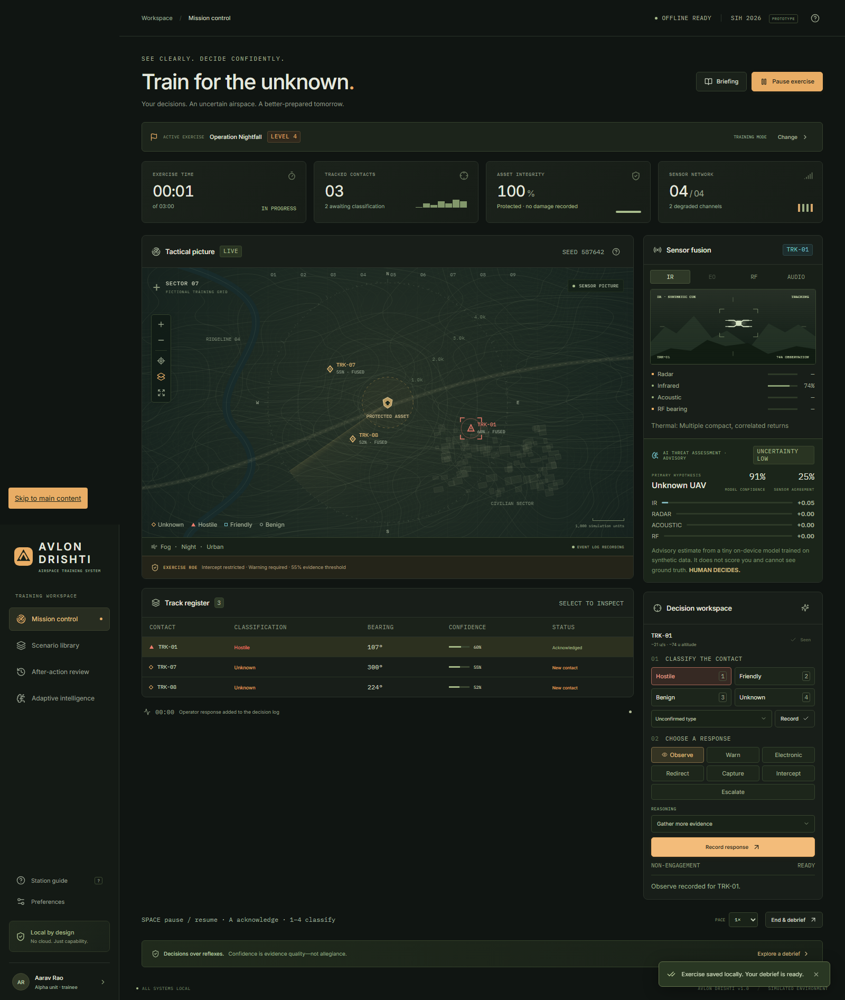 Workspace / Mission control
OFFLINE READY
SIH 2026
PROTOTYPE
SEE CLEARLY. DECIDE CONFIDENTLY.
Train for the unknown.
Your decisions. An uncertain airspace. A better-prepared tomorrow.
Briefing
Pause exercise
ACTIVE EXERCISE Operation Nightfall LEVEL 4
TRAINING MODE Change
EXERCISE TIME
00:01
of 03:00
IN PROGRESS
TRACKED CONTACTS
03
2 awaiting classification
ASSET INTEGRITY
100 %
Protected · no damage recorded
SENSOR NETWORK
04 / 04
2 degraded channels
Tactical picture LIVE
SEED 587642
01 02 03 04 N 05 06 07 08 09
SECTOR 07
FICTIONAL TRAINING GRID
SENSOR PICTURE
4.0k
3.0k
2.0k
1.0k
RIDGELINE 04
TRK-07
55% · FUSED
W
E
PROTECTED ASSET
TRK-01
60% · FUSED
TRK-08
52% · FUSED
CIVILIAN SECTOR
Unknown Hostile Friendly Benign
S
1,000 simulation units
Fog · Night · Urban
EVENT LOG RECORDING
EXERCISE ROE Intercept restricted · Warning required · 55% evidence threshold
Track register 3
SELECT TO INSPECT
CONTACT CLASSIFICATION BEARING CONFIDENCE STATUS
TRK-01 Hostile 107° 60% Acknowledged
TRK-07 Unknown 300° 55% New contact
TRK-08 Unknown 224° 52% New contact
00:00 Operator response added to the decision log
Sensor fusion
TRK-01
IR EO RF AUDIO
IR · SYNTHETIC CUE
TRACKING
TRK-01
74% OBSERVATION
Radar –
Infrared 74%
Acoustic –
RF bearing –
Thermal: Multiple compact, correlated returns
AI THREAT ASSESSMENT ·
ADVISORY
UNCERTAINTY
LOW
PRIMARY HYPOTHESIS
Unknown UAV
91%
MODEL CONFIDENCE
25%
SENSOR AGREEMENT
IR +0.05
RADAR +0.00
ACOUSTIC +0.00
RF +0.00
Advisory estimate from a tiny on-device model trained on
synthetic data. It does not score you and cannot see
ground truth. HUMAN DECIDES.
Decision workspace
TRK-01
~21 u/s · ~74 u altitude
Seen
01 CLASSIFY THE CONTACT
Hostile 1
Friendly 2
Benign 3
Unknown 4
Unconfirmed type
Record
02 CHOOSE A RESPONSE
Observe
Warn
Electronic
Redirect
Capture
Intercept
Escalate
REASONING
Gather more evidence
Record response
NON-ENGAGEMENT
READY
Observe recorded for TRK-01.
SPACE pause / resume · A acknowledge · 1–4 classify
PACE 1×
End & debrief
Decisions over reflexes. Confidence is evidence quality—not allegiance.
Explore a debrief
Exercise saved locally. Your debrief is ready.
ALL SYSTEMS LOCAL
AVLON DRISHTI v1.0 / SIMULATED ENVIRONMENT
Skip to main content
AVLON
DRISHTI
AIRSPACE TRAINING SYSTEM
TRAINING WORKSPACE
Mission control
Scenario library
After-action review
Adaptive intelligence
Station guide ?
Preferences
Local by design
No cloud. Just capability.
AR
Aarav Rao
Alpha unit · trainee